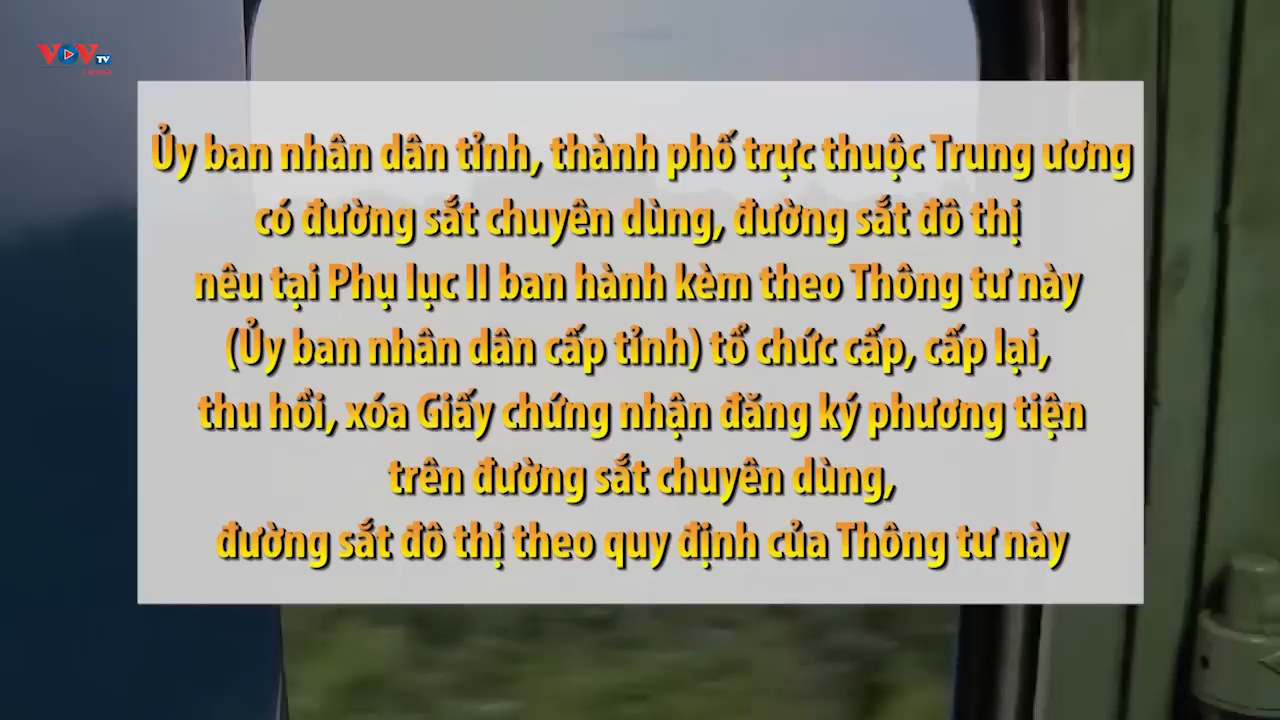 VOV TV
Ủy ban nhân dân tỉnh, thành phố trực thuộc Trung ương
có đường sắt chuyên dùng, đường sắt đô thị
nêu tại Phụ lục II ban hành kèm theo Thông tư này
(Ủy ban nhân dân cấp tỉnh) tổ chức cấp, cấp lại,
thu hồi, xóa Giấy chứng nhận đăng ký phương tiện
trên đường sắt chuyên dùng,
đường sắt đô thị theo quy định của Thông tư này